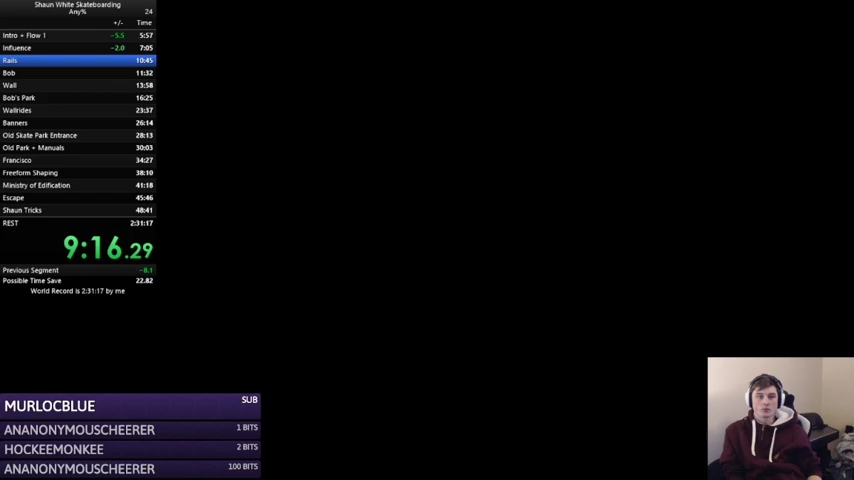 Shaun White Skateboarding
Any% 24
+/- Time
Intro + Flow 1 -5.5 5:57
Influence -2.0 7:05
Rails 10:45
Bob 11:32
Wall 13:58
Bob's Park 16:25
Wallrides 23:37
Banners 26:14
Old Skate Park Entrance 28:13
Old Park + Manuals 30:03
Francisco 34:27
Freeform Shaping 38:10
Ministry of Edification 41:18
Escape 45:46
Shaun Tricks 48:41
REST 2:31:17
9:16.29
Previous Segment -8.1
Possible Time Save 22.82
World Record is 2:31:17 by me
MURLOCBLUE SUB
ANANONYMOUSCHEERER 1 BITS
HOCKEEMONKEE 2 BITS
ANANONYMOUSCHEERER 100 BITS